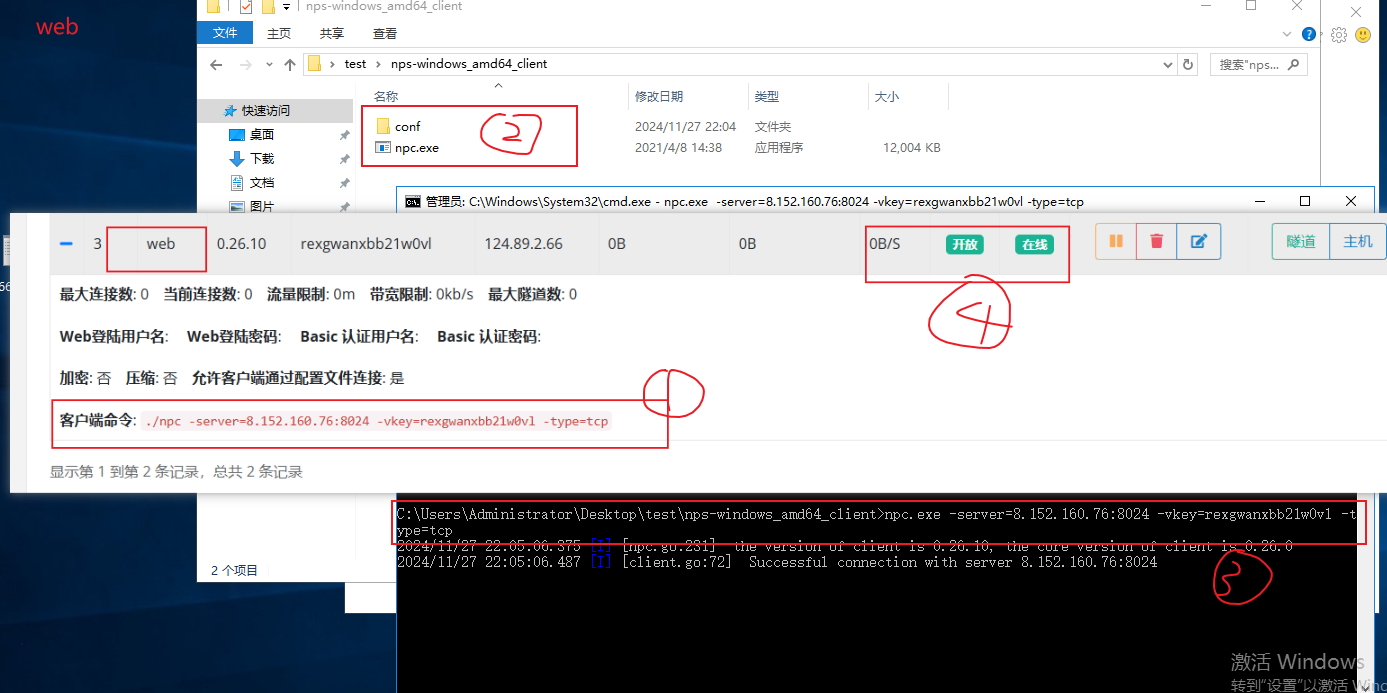 web
nps-windows_amd64_client
文件 主页 共享 查看
test nps-windows_amd64_client 搜索"nps...
名称 修改日期 类型 大小
快速访问
桌面
下载
文档
图片
conf 2024/11/27 22:04 文件夹
npc.exe 2021/4/8 14:38 应用程序 12,004 KB
2
管理员: C:\Windows\System32\cmd.exe - npc.exe -server=8.152.160.76:8024 -vkey=rexgwanxbb21w0vl -type=tcp
3 web 0.26.10 rexgwanxbb21w0vl 124.89.2.66 0B 0B 0B/S 开放 在线 隧道 主机
4
最大连接数: 0 当前连接数: 0 流量限制: 0m 带宽限制: 0kb/s 最大隧道数: 0
Web登陆用户名: Web登陆密码: Basic 认证用户名: Basic 认证密码:
加密: 否 压缩: 否 允许客户端通过配置文件连接: 是
1
客户端命令: ./npc -server=8.152.160.76:8024 -vkey=rexgwanxbb21w0vl -type=tcp
显示第 1 到第 2 条记录，总共 2 条记录
C:\Users\Administrator\Desktop\test\nps-windows_amd64_client>npc.exe -server=8.152.160.76:8024 -vkey=rexgwanxbb21w0vl -t
ype=tcp
2024/11/27 22:05:06.375 [I] [npc.go:231] the version of client is 0.26.10, the core version of client is 0.26.0
2024/11/27 22:05:06.487 [I] [client.go:72] Successful connection with server 8.152.160.76:8024
3
2 个项目
激活 Windows
转到"设置"以激活 Wind